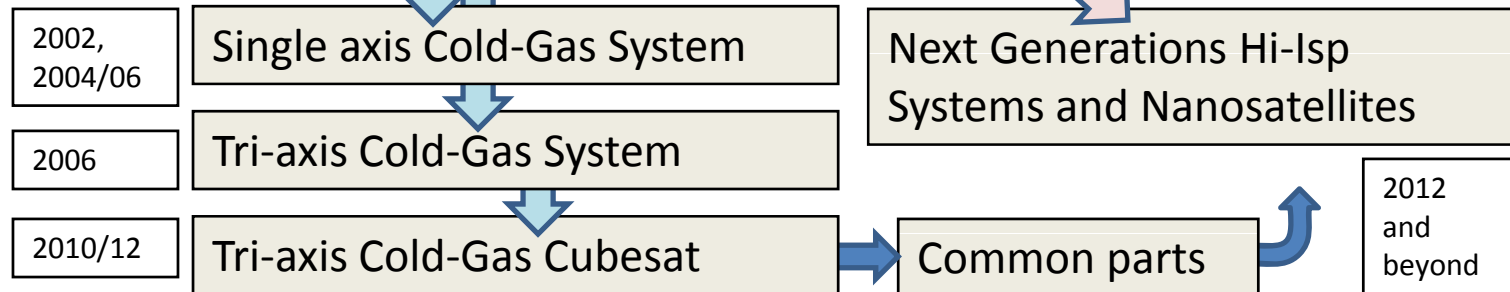 2002,
2004/06
Single axis Cold-Gas System
Next Generations Hi-Isp
Systems and Nanosatellites
2006
Tri-axis Cold-Gas System
2010/12
Tri-axis Cold-Gas Cubesat
Common parts
2012
and
beyond